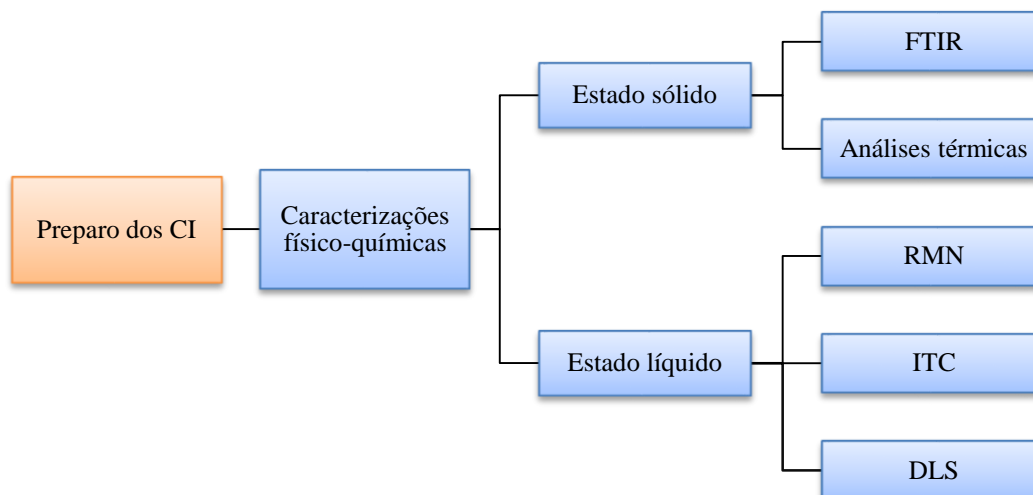 Preparo dos CI
Caracterizações
físico-químicas
Estado sólido
FTIR
Análises térmicas
Estado líquido
RMN
ITC
DLS